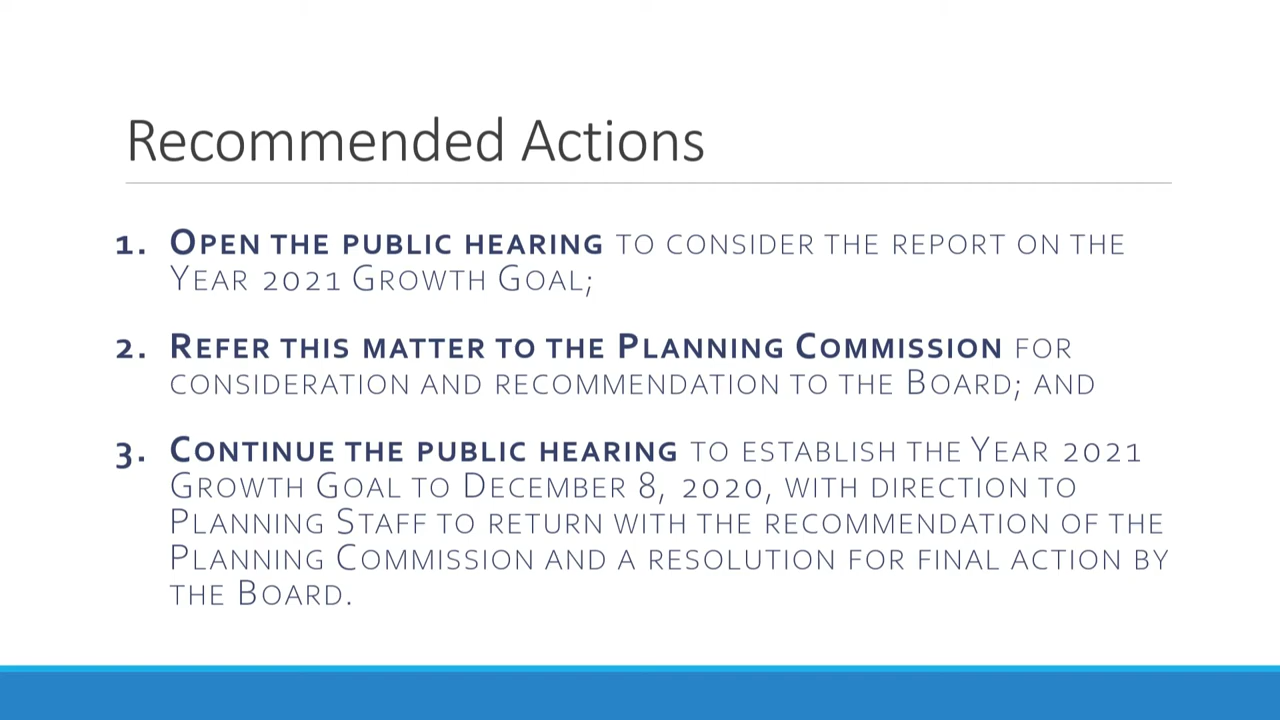 Recommended Actions
1. Open the public hearing to consider the report on the
Year 2021 Growth Goal;
2. Refer this matter to the Planning Commission for
consideration and recommendation to the Board; and
3. Continue the public hearing to establish the Year 2021
Growth Goal to December 8, 2020, with direction to
Planning Staff to return with the recommendation of the
Planning Commission and a resolution for final action by
the Board.